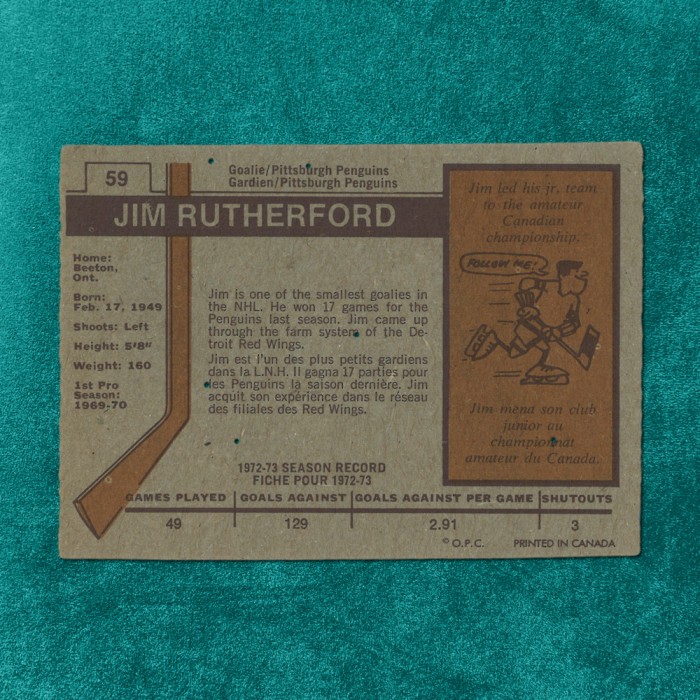 59
Goalie/Pittsburgh Penguins
Gardien/Pittsburgh Penguins
JIM RUTHERFORD
Home:
Beeton,
Ont.
Born:
Feb. 17, 1949
Shoots: Left
Height: 5'8"
Weight: 160
1st Pro
Season:
1969-70
Jim is one of the smallest goalies in
the NHL. He won 17 games for the
Penguins last season. Jim came up
through the farm system of the De-
troit Red Wings.
Jim est l'un des plus petits gardiens
dans la L.N.H. Il gagna 17 parties pour
les Penguins la saison dernière. Jim
acquit son expérience dans le réseau
des filiales des Red Wings.
Jim led his jr. team
to the amateur
Canadian
championship.
FOLLOW ME!
Jim mena son club
junior au
championnat
amateur du Canada.
1972-73 SEASON RECORD
FICHE POUR 1972-73
GAMES PLAYED GOALS AGAINST GOALS AGAINST PER GAME SHUTOUTS
49 129 2.91 3
© O.P.C. PRINTED IN CANADA